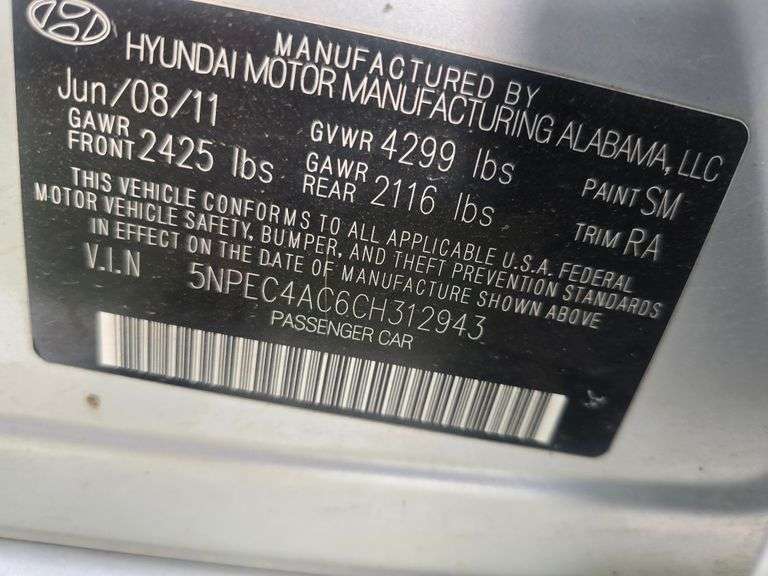 MANUFACTURED BY
HYUNDAI MOTOR MANUFACTURING ALABAMA, LLC
Jun/08/11 GVWR 4299 lbs PAINT SM
GAWR FRONT 2425 lbs GAWR REAR 2116 lbs TRIM RA
THIS VEHICLE CONFORMS TO ALL APPLICABLE U.S.A. FEDERAL
MOTOR VEHICLE SAFETY, BUMPER, AND THEFT PREVENTION STANDARDS
IN EFFECT ON THE DATE OF MANUFACTURE SHOWN ABOVE
V.I.N 5NPEC4AC6CH312943
PASSENGER CAR